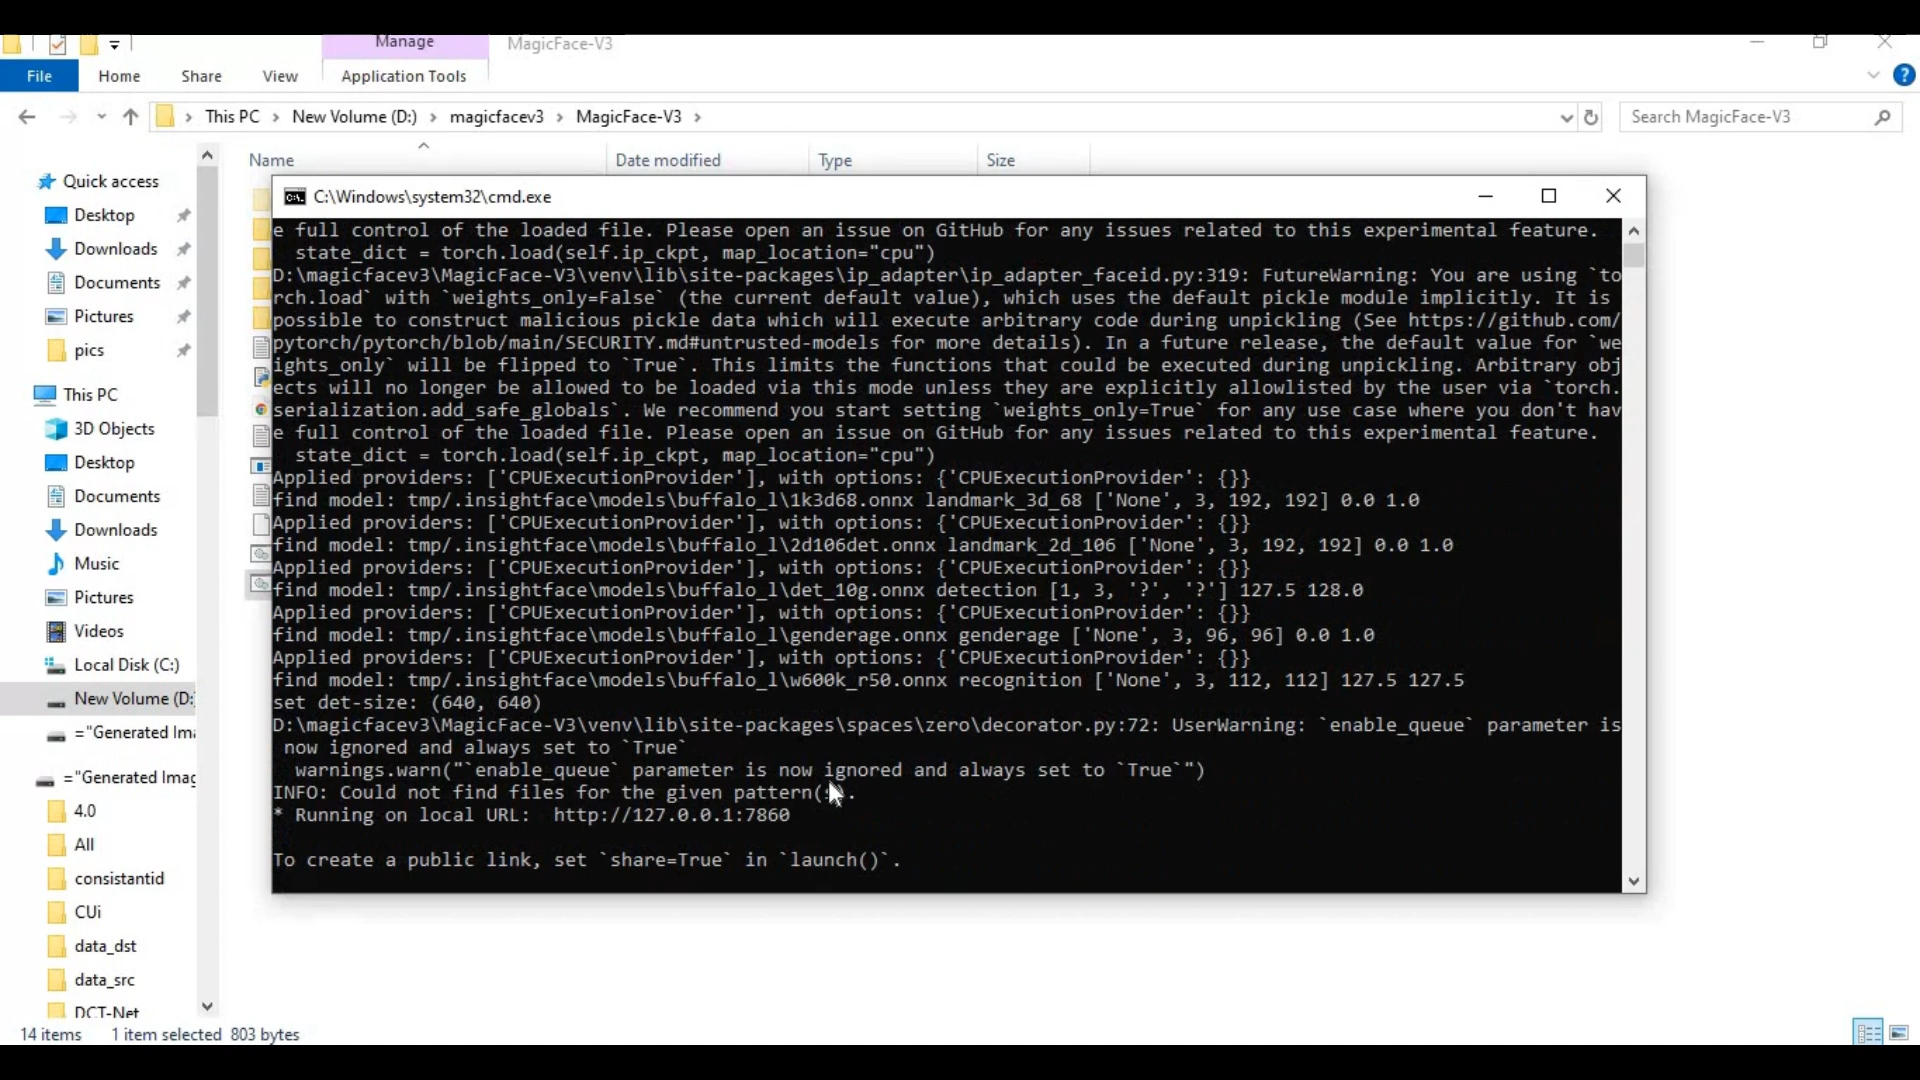 Manage
MagicFace-V3
File
Home
Share
View
Application Tools
This PC
New Volume (D:)
magicfacev3
MagicFace-V3
Search MagicFace-V3
Name
Date modified
Type
Size
Quick access
Desktop
Downloads
Documents
Pictures
pics
This PC
3D Objects
Desktop
Documents
Downloads
Music
Pictures
Videos
Local Disk (C:)
New Volume (D:
="Generated Ima
="Generated Imag
4.0
All
consistantid
CUi
data_dst
data_src
DCT-Net
C:\Windows\system32\cmd.exe
e full control of the loaded file. Please open an issue on GitHub for any issues related to this experimental feature.
state_dict = torch.load(self.ip_ckpt, map_location="cpu")
D:\magicfacev3\MagicFace-V3\venv\lib\site-packages\ip_adapter\ip_adapter_faceid.py:319: FutureWarning: You are using `to
rch.load` with `weights_only=False` (the current default value), which uses the default pickle module implicitly. It is
possible to construct malicious pickle data which will execute arbitrary code during unpickling (See https://github.com/
pytorch/pytorch/blob/main/SECURITY.md#untrusted-models for more details). In a future release, the default value for `we
ights_only` will be flipped to `True`. This limits the functions that could be executed during unpickling. Arbitrary obj
ects will no longer be allowed to be loaded via this mode unless they are explicitly allowlisted by the user via `torch.
serialization.add_safe_globals`. We recommend you start setting `weights_only=True` for any use case where you don't hav
e full control of the loaded file. Please open an issue on GitHub for any issues related to this experimental feature.
state_dict = torch.load(self.ip_ckpt, map_location="cpu")
Applied providers: ['CPUExecutionProvider'], with options: {'CPUExecutionProvider': {}}
find model: tmp/.insightface\models\buffalo_l\1k3d68.onnx landmark_3d_68 ['None', 3, 192, 192] 0.0 1.0
Applied providers: ['CPUExecutionProvider'], with options: {'CPUExecutionProvider': {}}
find model: tmp/.insightface\models\buffalo_l\2d106det.onnx landmark_2d_106 ['None', 3, 192, 192] 0.0 1.0
Applied providers: ['CPUExecutionProvider'], with options: {'CPUExecutionProvider': {}}
find model: tmp/.insightface\models\buffalo_l\det_10g.onnx detection [1, 3, '?', '?'] 127.5 128.0
Applied providers: ['CPUExecutionProvider'], with options: {'CPUExecutionProvider': {}}
find model: tmp/.insightface\models\buffalo_l\genderage.onnx genderage ['None', 3, 96, 96] 0.0 1.0
Applied providers: ['CPUExecutionProvider'], with options: {'CPUExecutionProvider': {}}
find model: tmp/.insightface\models\buffalo_l\w600k_r50.onnx recognition ['None', 3, 112, 112] 127.5 127.5
set det-size: (640, 640)
D:\magicfacev3\MagicFace-V3\venv\lib\site-packages\spaces\zero\decorator.py:72: UserWarning: `enable_queue` parameter is
now ignored and always set to `True`
warnings.warn("`enable_queue` parameter is now ignored and always set to `True`")
INFO: Could not find files for the given pattern(
* Running on local URL:  http://127.0.0.1:7860
To create a public link, set `share=True` in `launch()`.
14 items
1 item selected 803 bytes